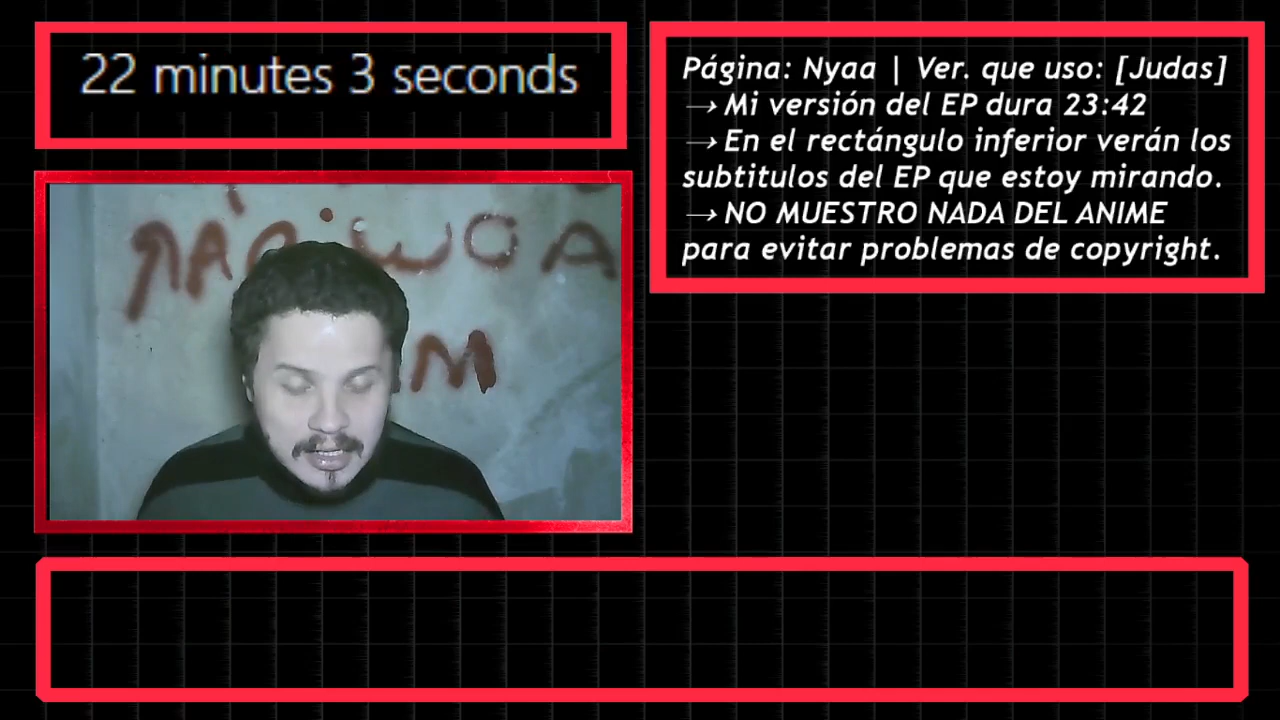 22 minutes 3 seconds
Página: Nyaa | Ver. que uso: [Judas]
→ Mi versión del EP dura 23:42
→ En el rectángulo inferior verán los
subtitulos del EP que estoy mirando.
→ NO MUESTRO NADA DEL ANIME
para evitar problemas de copyright.